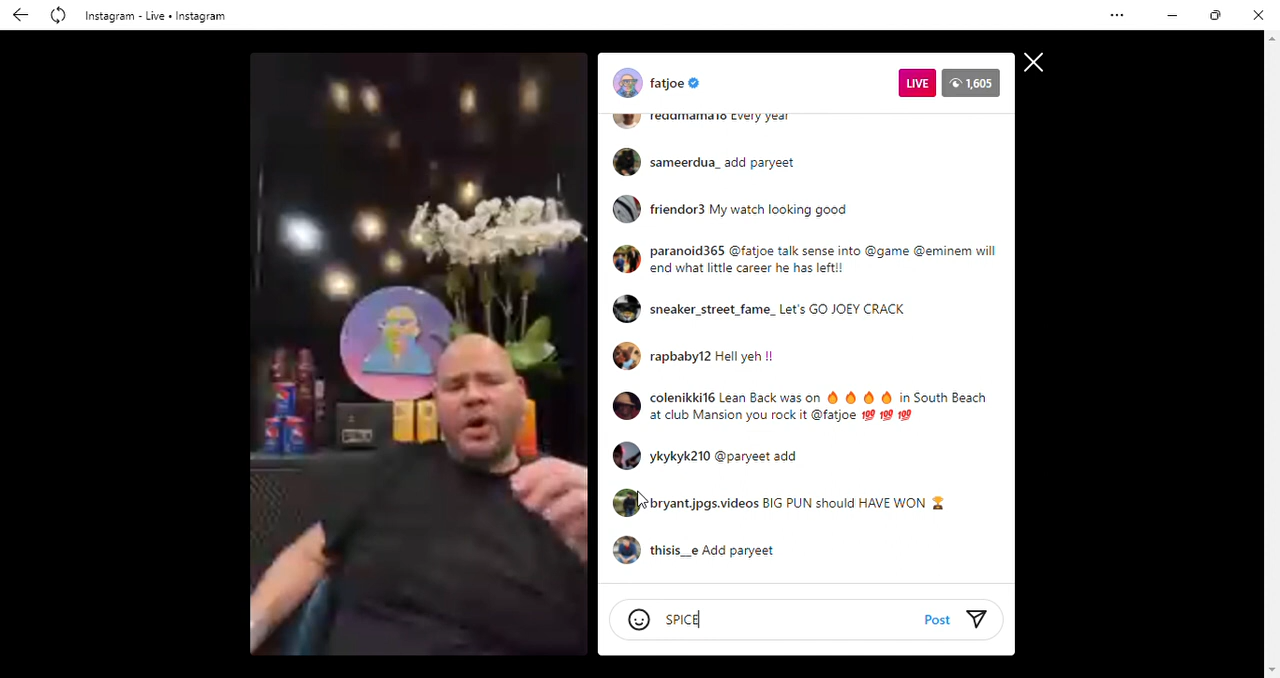 Instagram - Live • Instagram
fatjoe
LIVE
1,605
reddmama18 Every year
sameerdua_ add paryeet
friendor3 My watch looking good
paranoid365 @fatjoe talk sense into @game @eminem will
end what little career he has left!!
sneaker_street_fame_ Let's GO JOEY CRACK
rapbaby12 Hell yeh !!
colenikki16 Lean Back was on 🔥 🔥 🔥 🔥 in South Beach
at club Mansion you rock it @fatjoe 💯 💯 💯
ykykyk210 @paryeet add
bryant.jpgs.videos BIG PUN should HAVE WON 🏆
thisis__e Add paryeet
SPICE
Post